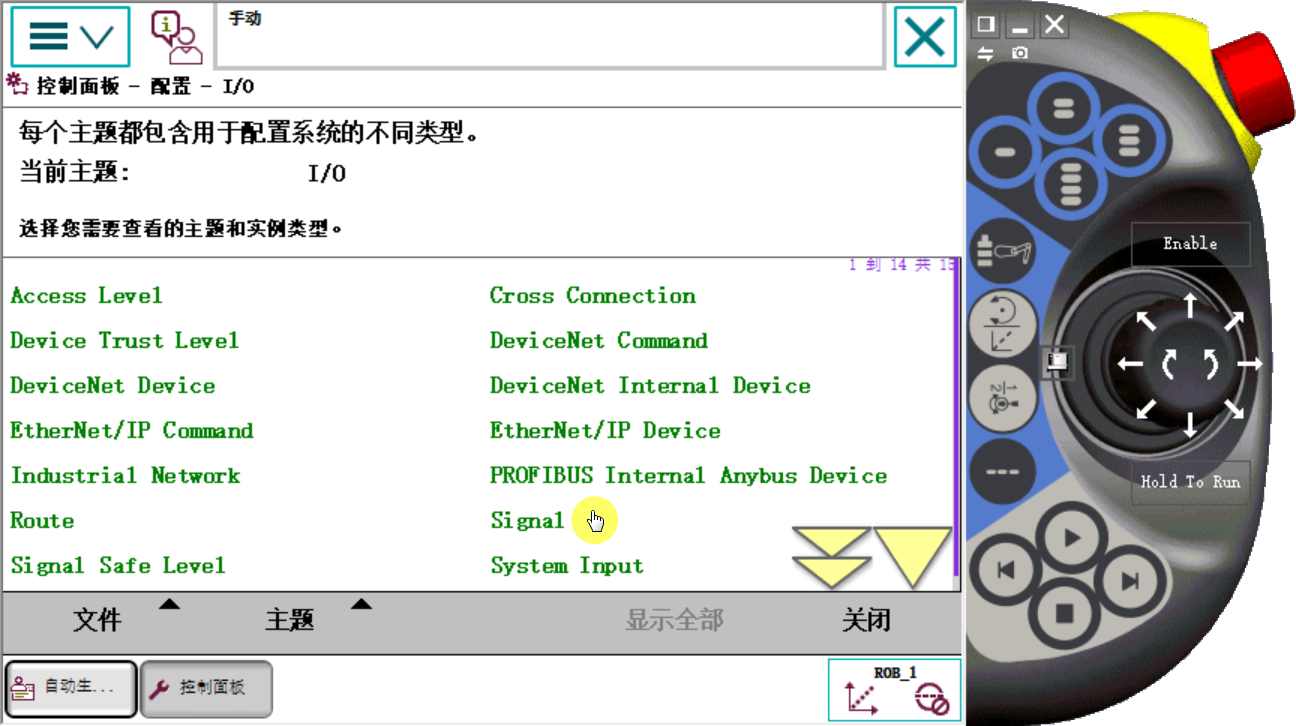 手动
控制面板 - 配置 - I/O
每个主题都包含用于配置系统的不同类型。
当前主题: I/O
选择您需要查看的主题和实例类型。
1 到 14 共
Access Level Cross Connection
Device Trust Level DeviceNet Command
DeviceNet Device DeviceNet Internal Device
EtherNet/IP Command EtherNet/IP Device
Industrial Network PROFIBUS Internal Anybus Device
Route Signal
Signal Safe Level System Input
文件 主题 显示全部 关闭
自动生... 控制面板
ROB_1
Enable
Hold To Run